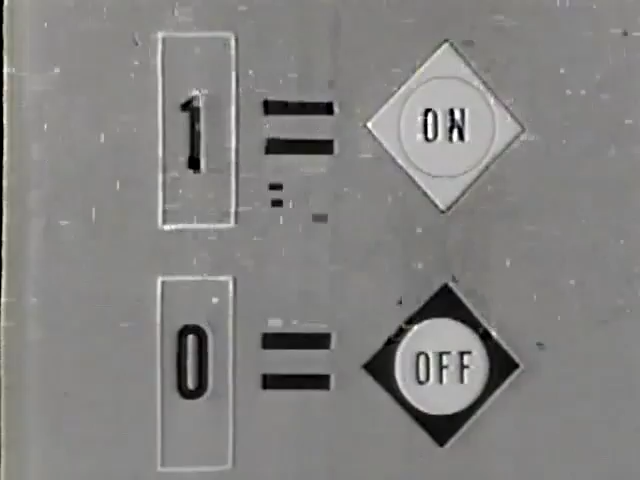 1 = ON
0 = OFF